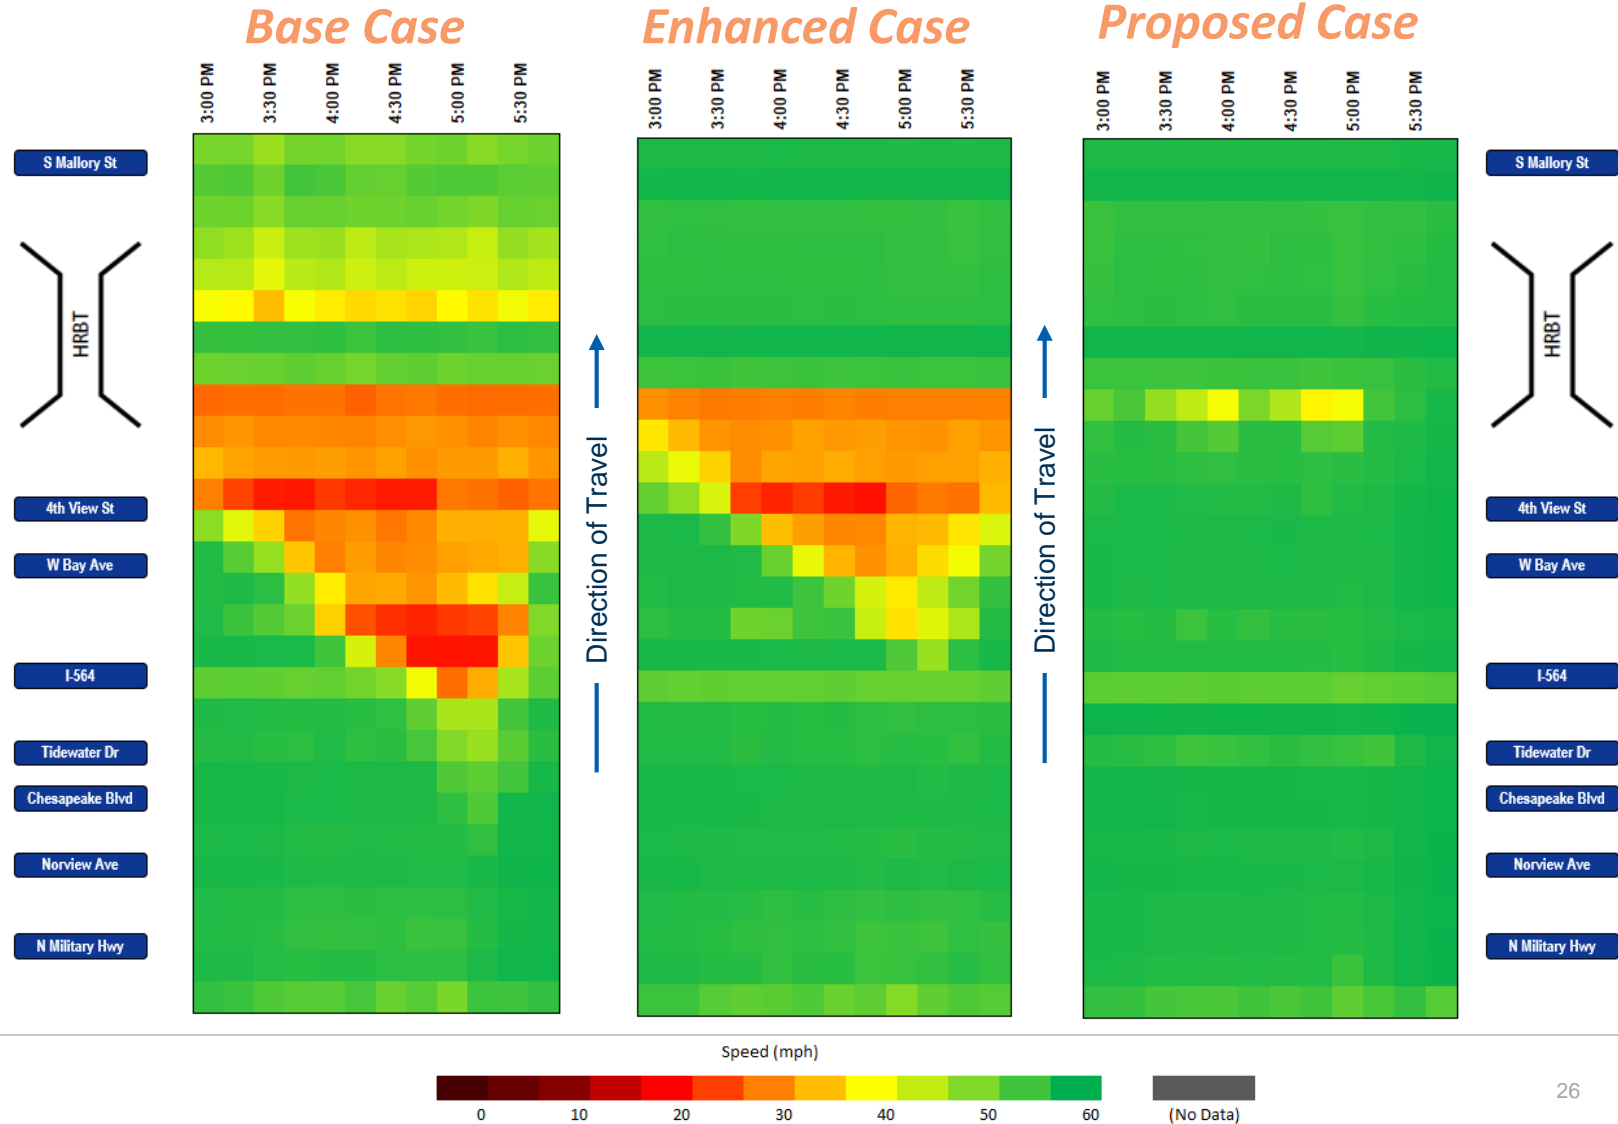 Base Case
Enhanced Case
Proposed Case
3:00 PM
3:30 PM
4:00 PM
4:30 PM
5:00 PM
5:30 PM
3:00 PM
3:30 PM
4:00 PM
4:30 PM
5:00 PM
5:30 PM
3:00 PM
3:30 PM
4:00 PM
4:30 PM
5:00 PM
5:30 PM
S Mallory St
HRBT
4th View St
W Bay Ave
I-564
Tidewater Dr
Chesapeake Blvd
Norview Ave
N Military Hwy
Direction of Travel
Direction of Travel
S Mallory St
HRBT
4th View St
W Bay Ave
I-564
Tidewater Dr
Chesapeake Blvd
Norview Ave
N Military Hwy
Speed (mph)
0 10 20 30 40 50 60
(No Data)
26